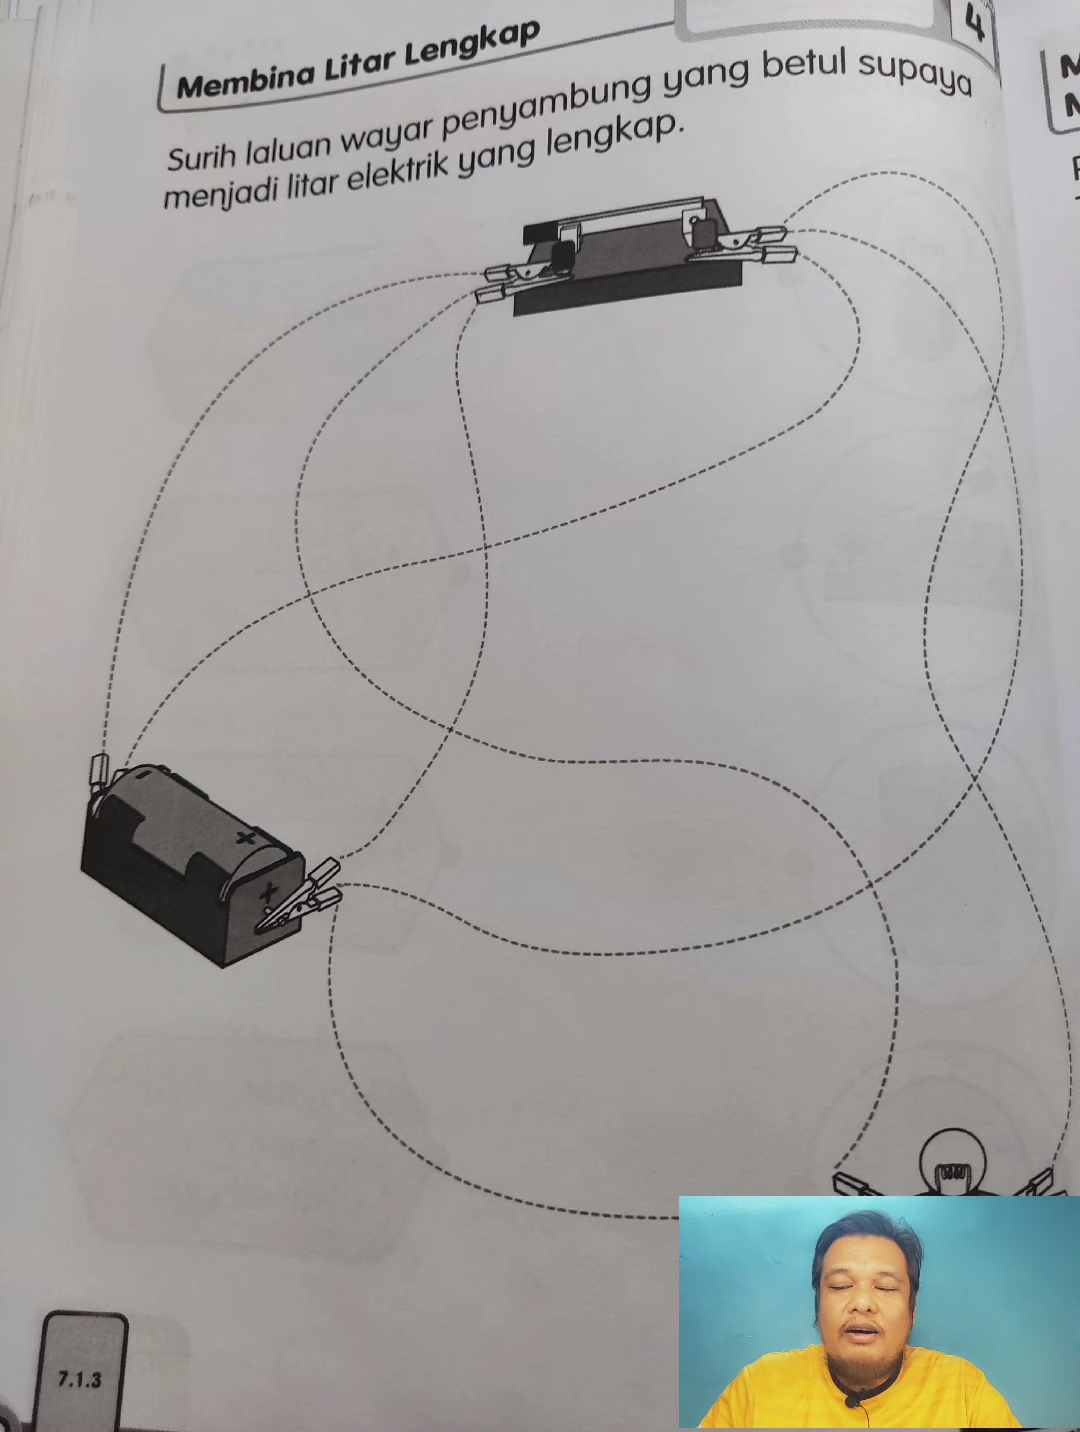 Membina Litar Lengkap
4
Surih laluan wayar penyambung yang betul supaya
menjadi litar elektrik yang lengkap.
-
+
+
7.1.3